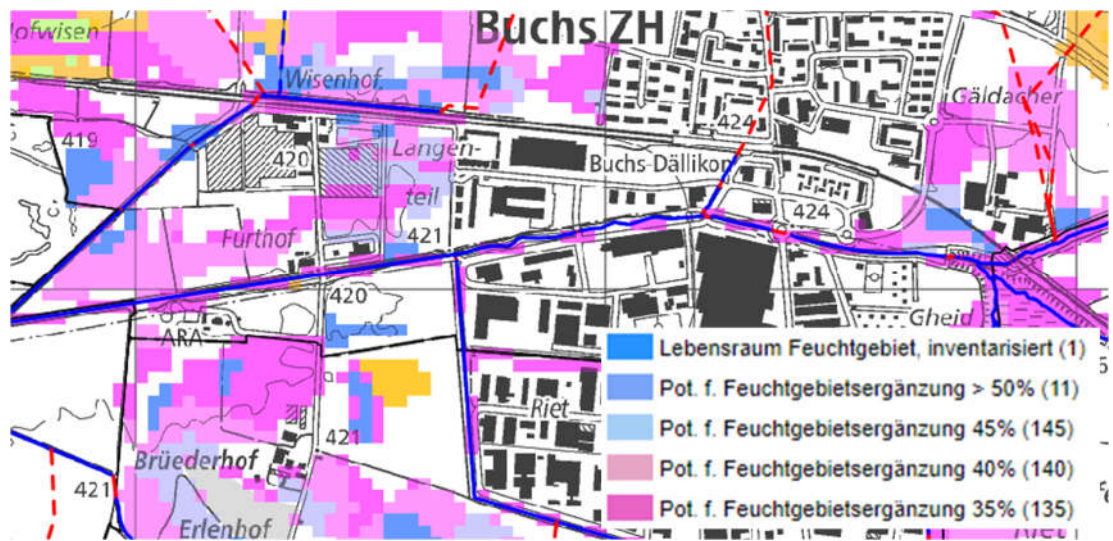 Hofwisen
Buchs ZH
Wisenhof
Gäldacher
419
424
420
Langen-
Buchs-Dällikon
teil
424
Furthof
421
420
Gheid
ARA
Lebensraum Feuchtgebiet, inventarisiert (1)
Pot. f. Feuchtgebietsergänzung > 50% (11)
Riet
Pot. f. Feuchtgebietsergänzung 45% (145)
421
Brüederhof
Pot. f. Feuchtgebietsergänzung 40% (140)
421
Pot. f. Feuchtgebietsergänzung 35% (135)
Erlenhof
Riet